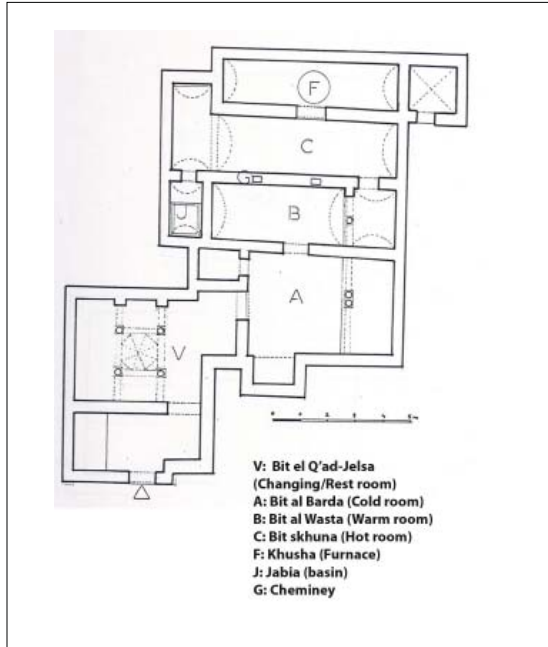 F
C
G
J
B
A
V
V: Bit el Q'ad-Jelsa
(Changing/Rest room)
A: Bit al Barda (Cold room)
B: Bit al Wasta (Warm room)
C: Bit skhuna (Hot room)
F: Khusha (Furnace)
J: Jabia (basin)
G: Cheminey